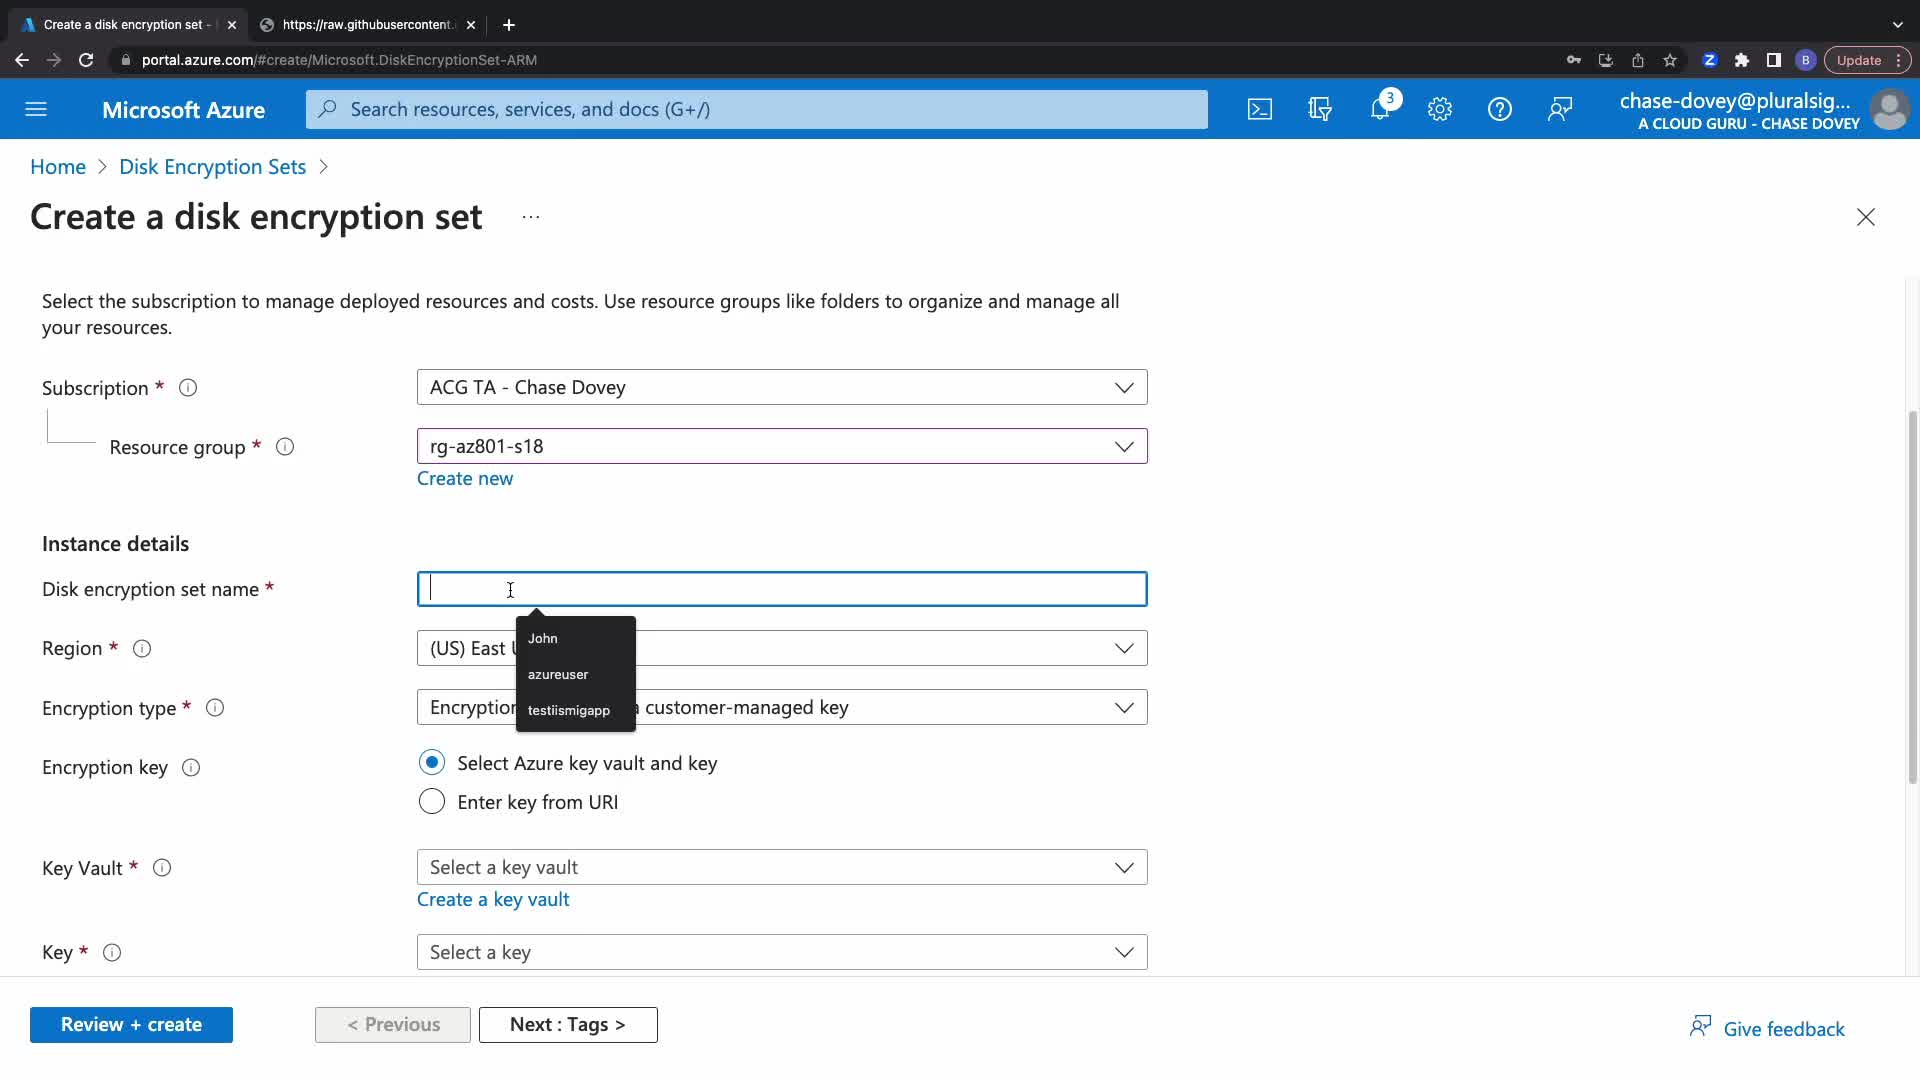 Create a disk encryption set -
https://raw.githubusercontent.
portal.azure.com/#create/Microsoft.DiskEncryptionSet-ARM
Z
B
Update
Microsoft Azure
Search resources, services, and docs (G+/)
3
chase-dovey@pluralsig...
A CLOUD GURU - CHASE DOVEY
Home > Disk Encryption Sets >
Create a disk encryption set ...
Select the subscription to manage deployed resources and costs. Use resource groups like folders to organize and manage all
your resources.
Subscription *
ACG TA - Chase Dovey
Resource group *
rg-az801-s18
Create new
Instance details
Disk encryption set name *
John
azureuser
testiismigapp
Region *
(US) East
Encryption type *
customer-managed key
Encryption key
Select Azure key vault and key
Enter key from URI
Key Vault *
Select a key vault
Create a key vault
Key *
Select a key
Review + create
< Previous
Next : Tags >
Give feedback